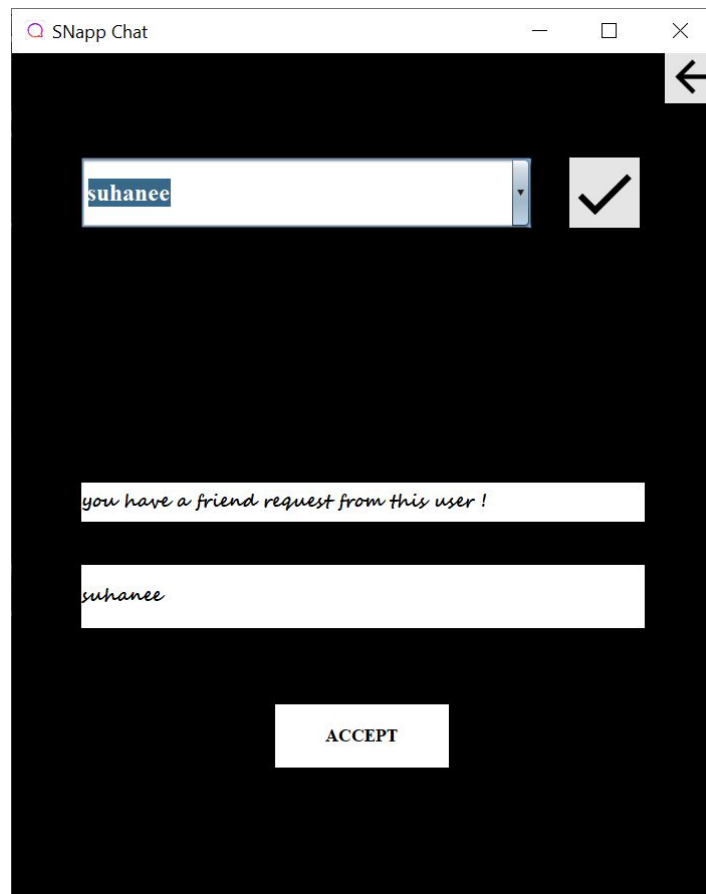 SNapp Chat
suhanee
you have a friend request from this user !
suhanee
ACCEPT